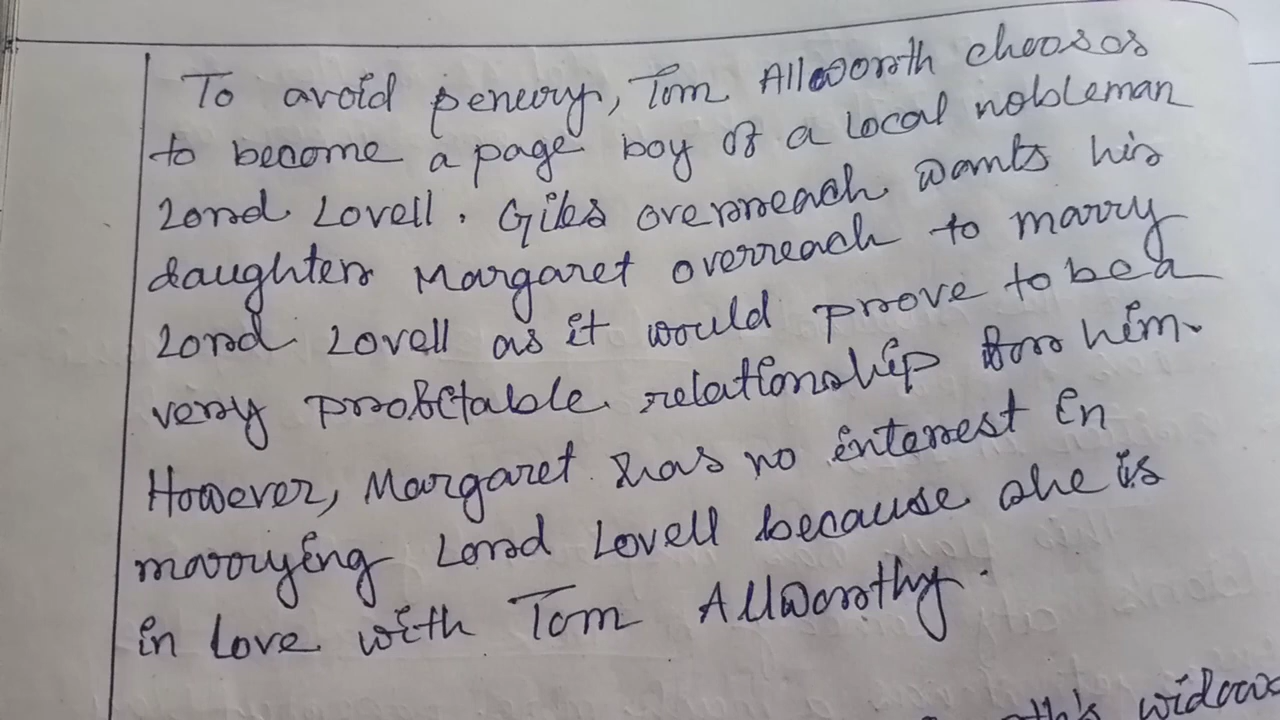 To avoid penury, Tom Allworth chooses
to become a page boy of a local nobleman
Lord Lovell. Giles overreach wants his
daughter Margaret overreach to marry
Lord Lovell as it would prove to be a
very profitable relationship for him.
However, Margaret has no interest in
marrying Lord Lovell because she is
in love with Tom Allworthy.
widows